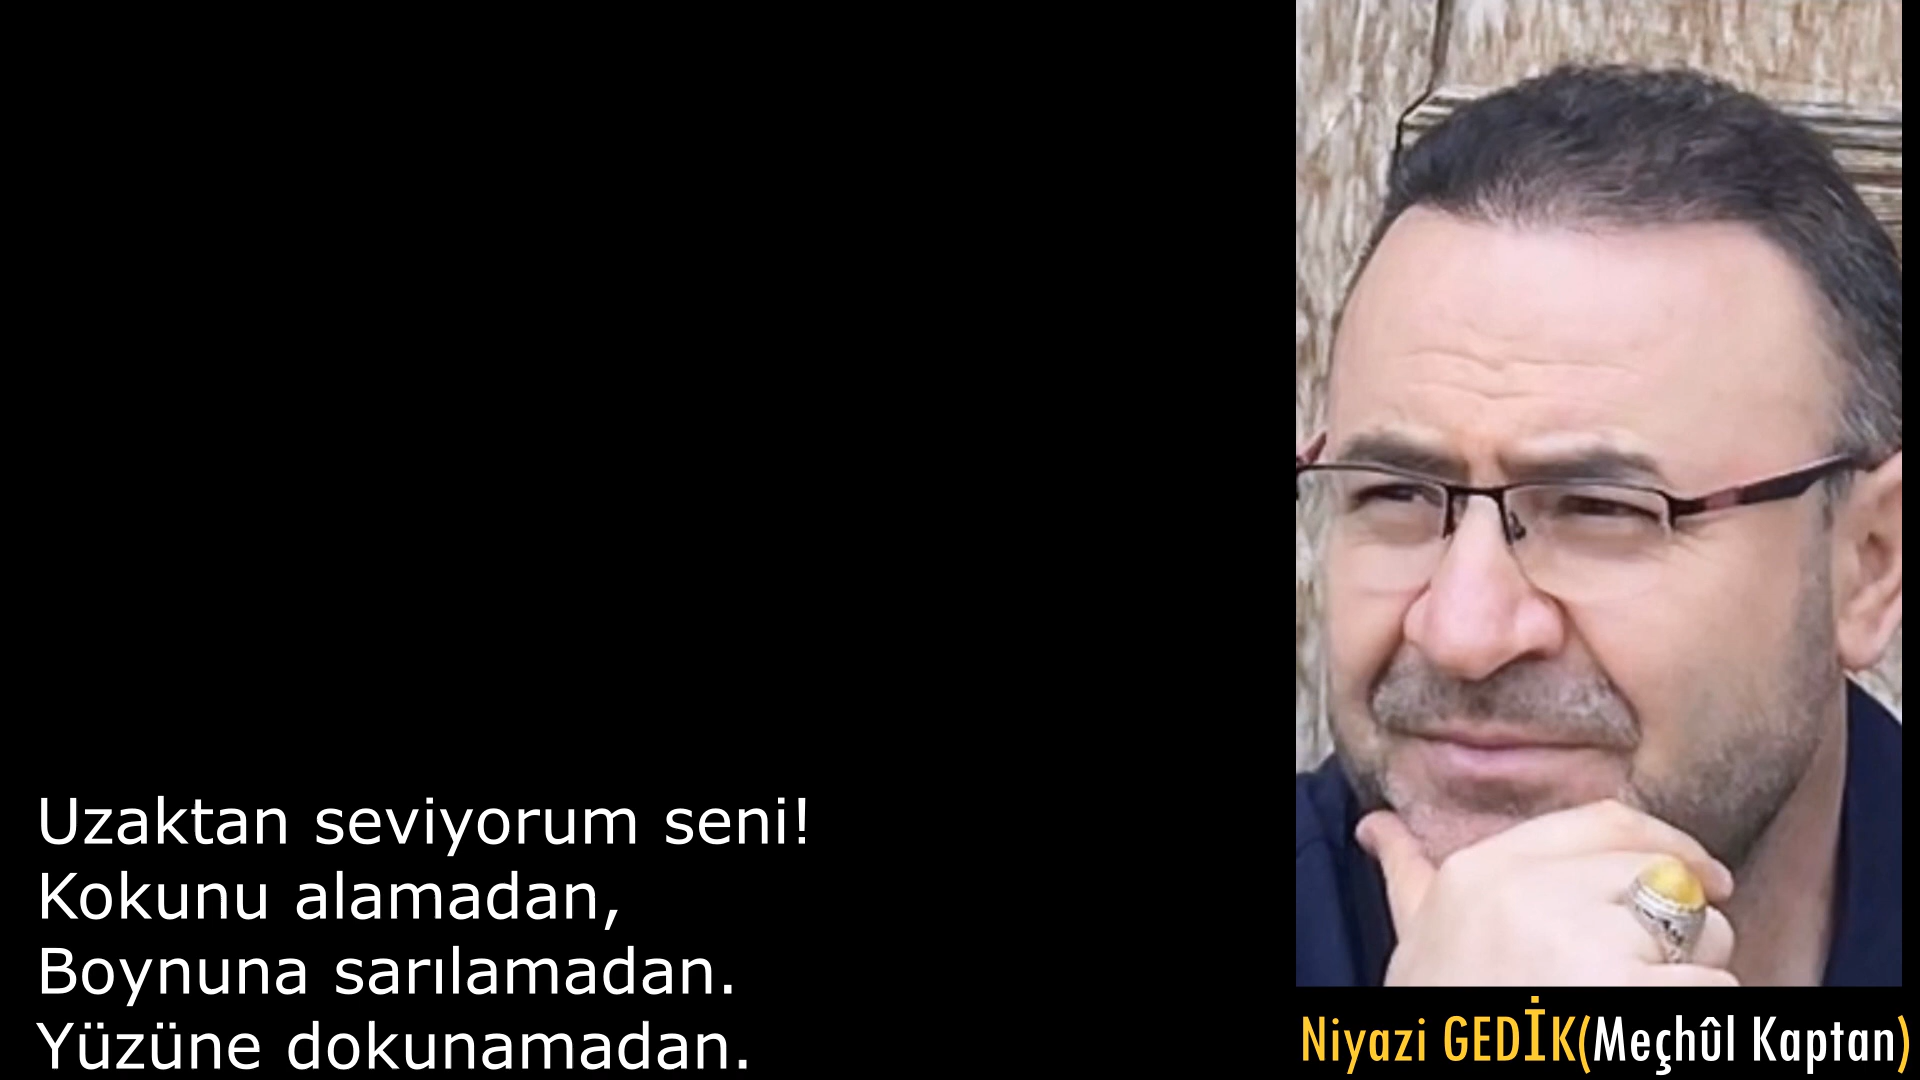 Uzaktan seviyorum seni!
Kokunu alamadan,
Boynuna sarılamadan.
Yüzüne dokunamadan.
Niyazi GEDİK(Meçhûl Kaptan)